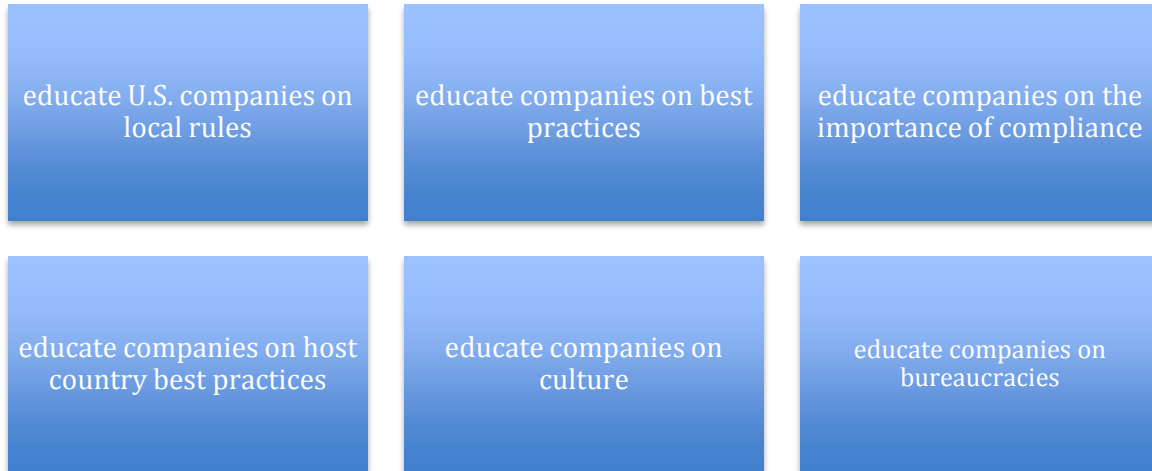 educate U.S. companies on
local rules
educate companies on best
practices
educate companies on the
importance of compliance
educate companies on host
country best practices
educate companies on
culture
educate companies on
bureaucracies